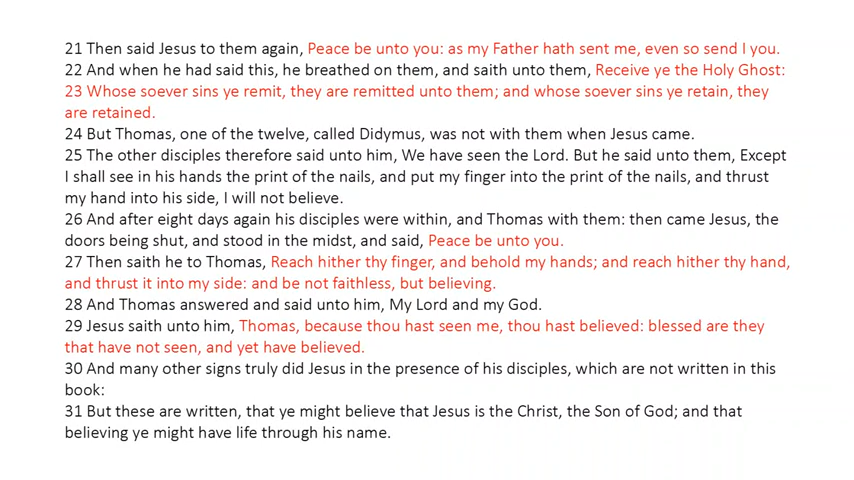 21 Then said Jesus to them again, Peace be unto you: as my Father hath sent me, even so send I you.
22 And when he had said this, he breathed on them, and saith unto them, Receive ye the Holy Ghost:
23 Whose soever sins ye remit, they are remitted unto them; and whose soever sins ye retain, they
are retained.
24 But Thomas, one of the twelve, called Didymus, was not with them when Jesus came.
25 The other disciples therefore said unto him, We have seen the Lord. But he said unto them, Except
I shall see in his hands the print of the nails, and put my finger into the print of the nails, and thrust
my hand into his side, I will not believe.
26 And after eight days again his disciples were within, and Thomas with them: then came Jesus, the
doors being shut, and stood in the midst, and said, Peace be unto you.
27 Then saith he to Thomas, Reach hither thy finger, and behold my hands; and reach hither thy hand,
and thrust it into my side: and be not faithless, but believing.
28 And Thomas answered and said unto him, My Lord and my God.
29 Jesus saith unto him, Thomas, because thou hast seen me, thou hast believed: blessed are they
that have not seen, and yet have believed.
30 And many other signs truly did Jesus in the presence of his disciples, which are not written in this
book:
31 But these are written, that ye might believe that Jesus is the Christ, the Son of God; and that
believing ye might have life through his name.